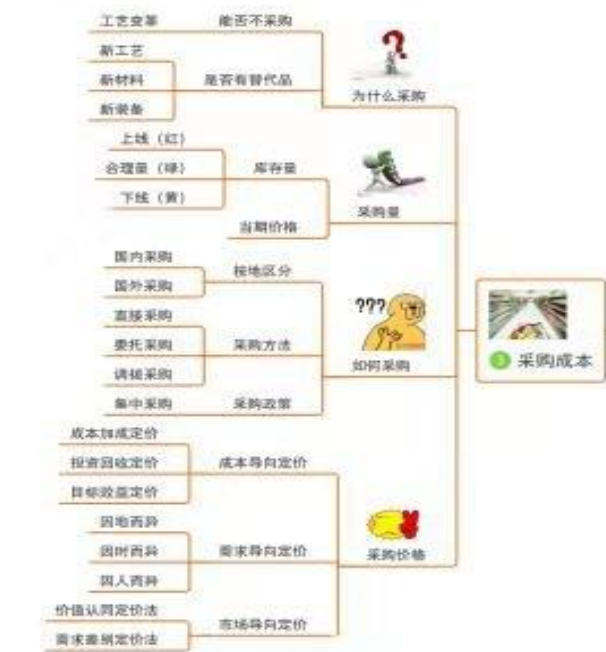 工艺变革
能否不采购
新工艺
新材料
新装备
是否有替代品
为什么采购
上线（红）
合理量（绿）
下线（黄）
库存量
当期价格
采购量
国内采购
国外采购
按地区分
直接采购
委托采购
调拨采购
采购方法
集中采购
采购政策
???
如何采购
3 采购成本
成本加成定价
投资回收定价
目标效益定价
成本导向定价
因地而异
因时而异
因人而异
需求导向定价
价值认同定价法
需求差别定价法
市场导向定价
采购价格